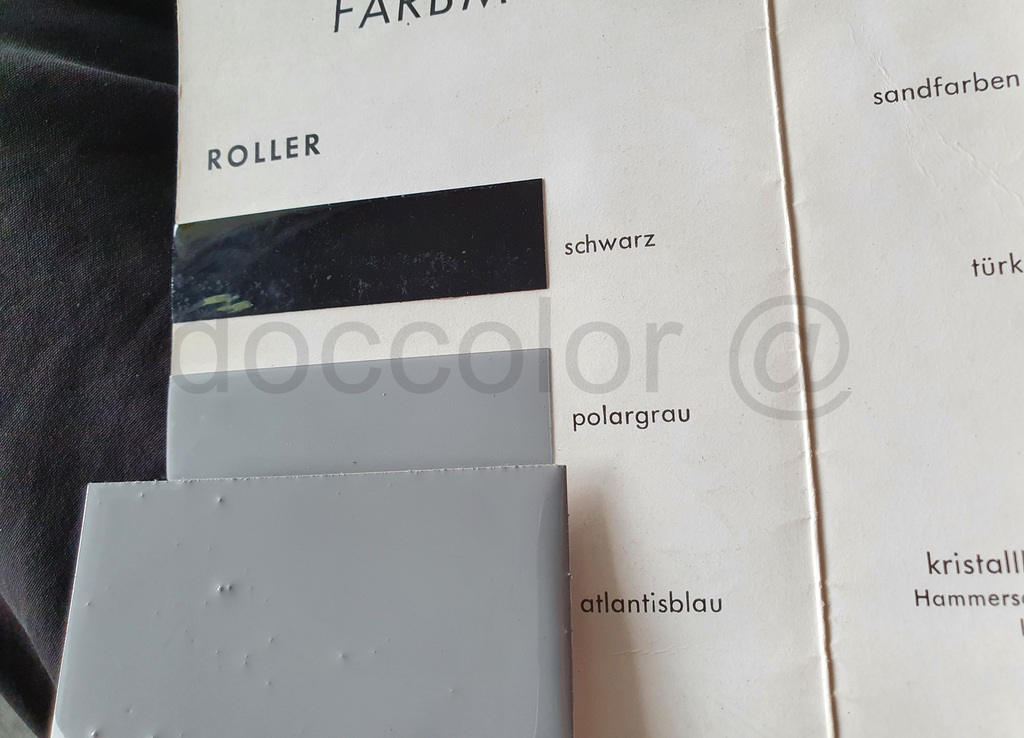 ROLLER
schwarz
polargrau
atlantisblau
sandfarben
doccolor @